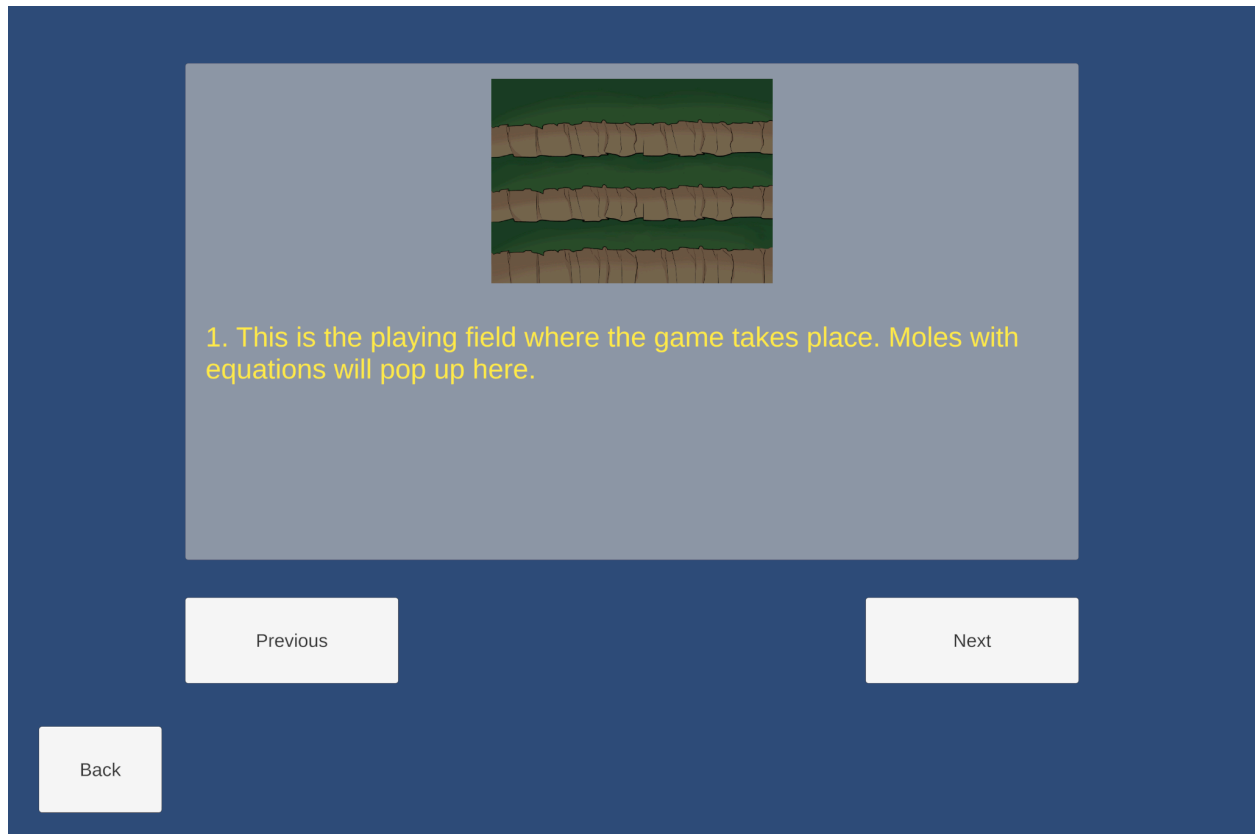 1. This is the playing field where the game takes place. Moles with
equations will pop up here.
Previous
Next
Back